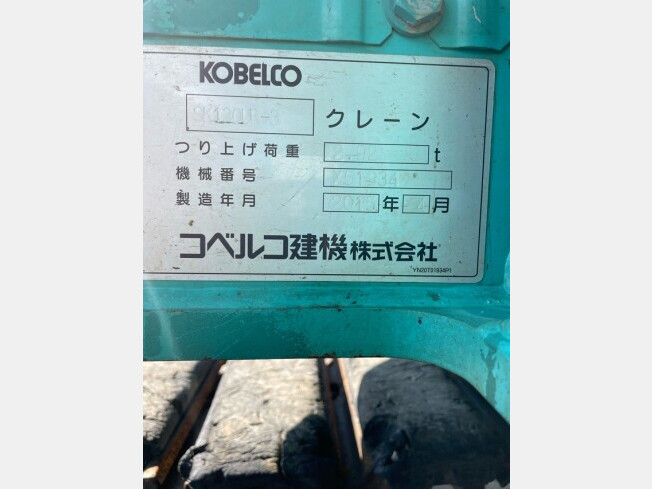 KOBELCO
クレーン
つり上げ荷重 t
機械番号
製造年月 年 月
コベルコ建機株式会社
YN20T01934P1